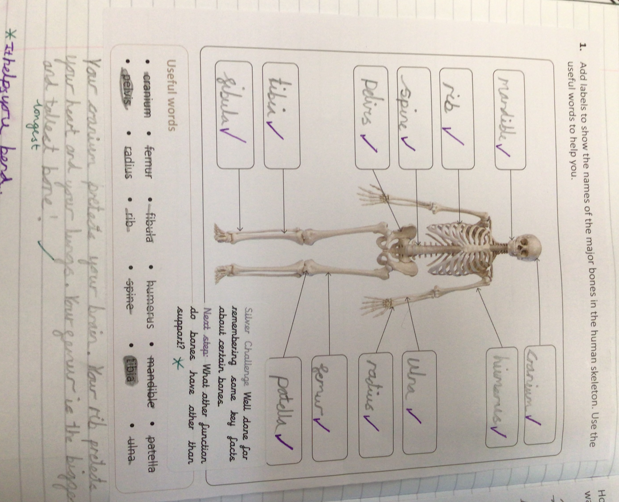 1. Add labels to show the names of the major bones in the human skeleton. Use the
useful words to help you.
mandible
rib
spine
pelvis
tibia
fibula
cranium
humerus
ulna
radius
femur
patella
Silver Challenge Well done for
remembering some key facts
about certain bones.
Next step: What other function
do bones have other than
support? *
Useful words
• cranium • femur • fibula • humerus • mandible • patella
• pelvis • radius • rib • spine • tibia • ulna
Your cranium protects your brain. Your rib protects
your heart and your lungs. Your femur is the bigge
longest
and tallest bone!
* It helps you bend.